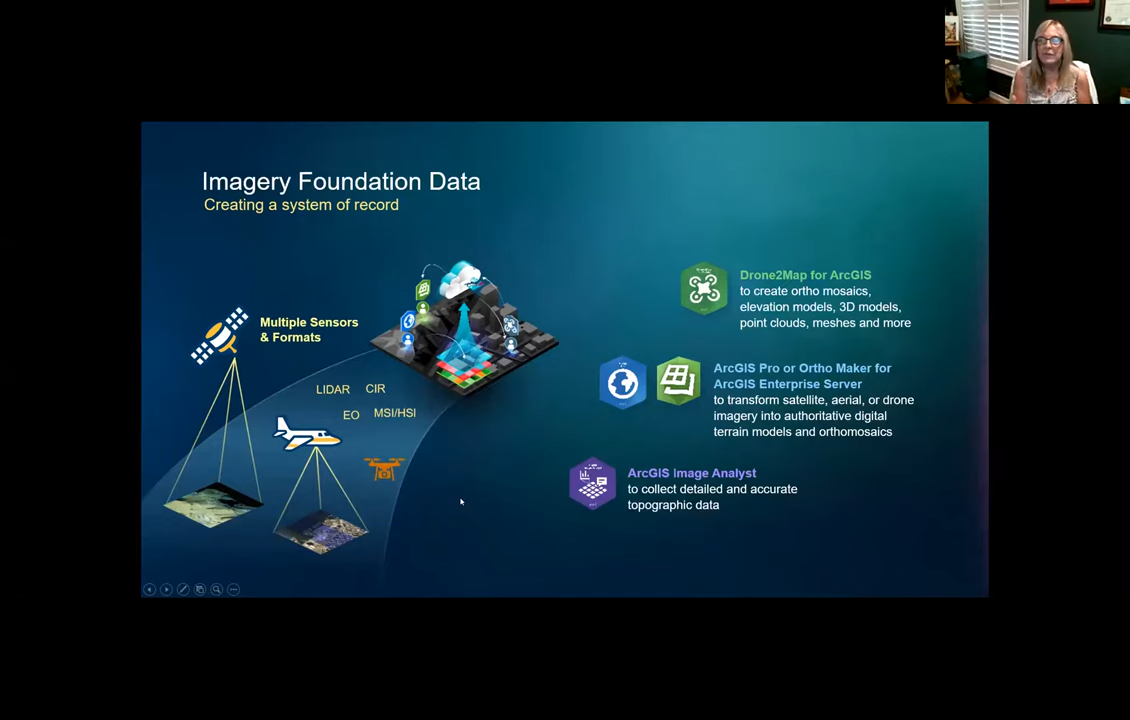 Imagery Foundation Data
Creating a system of record
Multiple Sensors
& Formats
LIDAR CIR
EO MSI/HSI
Drone2Map for ArcGIS
to create ortho mosaics,
elevation models, 3D models,
point clouds, meshes and more
ArcGIS Pro or Ortho Maker for
ArcGIS Enterprise Server
to transform satellite, aerial, or drone
imagery into authoritative digital
terrain models and orthomosaics
ArcGIS Image Analyst
to collect detailed and accurate
topographic data